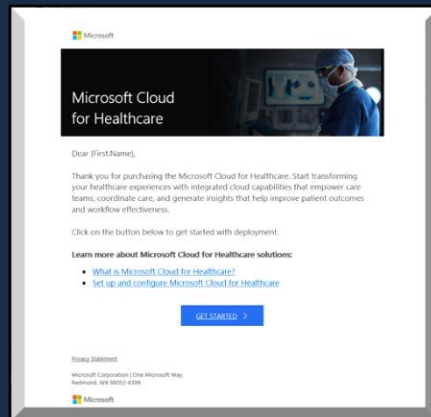 Microsoft
Microsoft Cloud
for Healthcare
Dear {First.Name},
Thank you for purchasing the Microsoft Cloud for Healthcare. Start transforming
your healthcare experiences with integrated cloud capabilities that empower care
teams, coordinate care, and generate insights that help improve patient outcomes
and workflow effectiveness.
Click on the button below to get started with deployment.
Learn more about Microsoft Cloud for Healthcare solutions:
• What is Microsoft Cloud for Healthcare?
• Set up and configure Microsoft Cloud for Healthcare
GET STARTED >
Privacy Statement
Microsoft Corporation | One Microsoft Way,
Redmond, WA 98052-6399
Microsoft